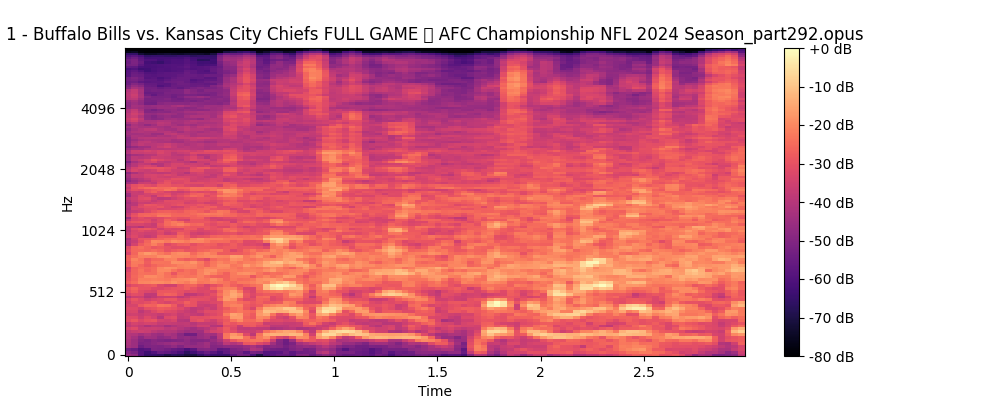 1 - Buffalo Bills vs. Kansas City Chiefs FULL GAME ▯ AFC Championship NFL 2024 Season_part292.opus
Hz
4096
2048
1024
512
0
0
0.5
1
1.5
2
2.5
Time
+0 dB
-10 dB
-20 dB
-30 dB
-40 dB
-50 dB
-60 dB
-70 dB
-80 dB